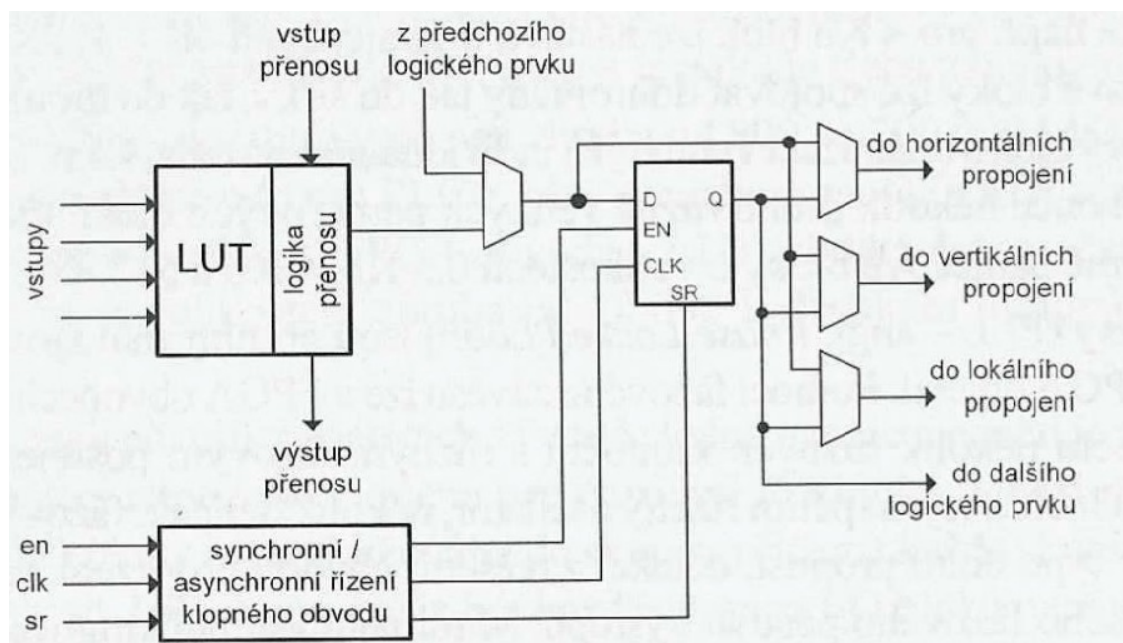 vstup
přenosu
z předchozího
logického prvku
vstupy
LUT
logika
přenosu
D
Q
EN
CLK
SR
do horizontálních
propojení
do vertikálních
propojení
do lokálního
propojení
do dalšího
logického prvku
výstup
přenosu
en
clk
sr
synchronní /
asynchronní řízení
klopného obvodu